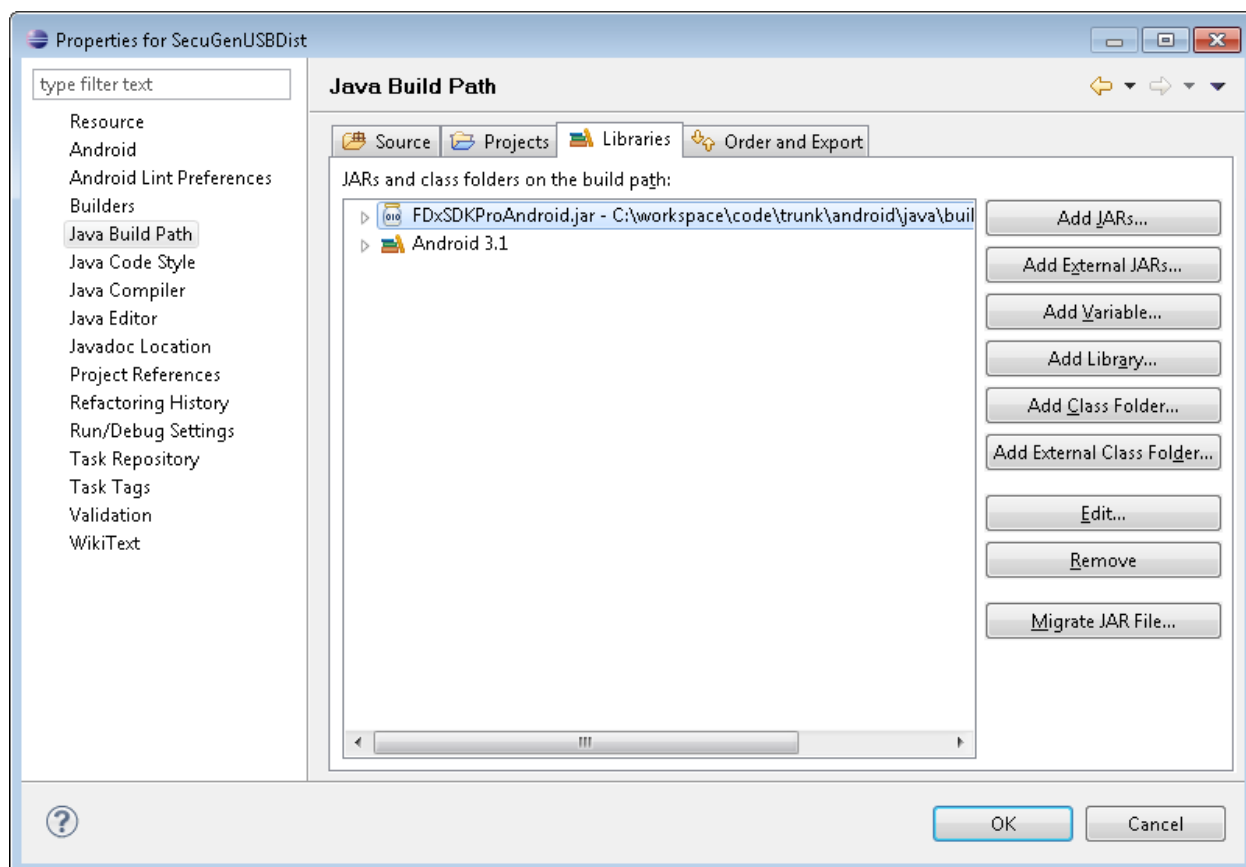 Properties for SecuGenUSBDist
type filter text
Resource
Android
Android Lint Preferences
Builders
Java Build Path
Java Code Style
Java Compiler
Java Editor
Javadoc Location
Project References
Refactoring History
Run/Debug Settings
Task Repository
Task Tags
Validation
WikiText
Java Build Path
Source Projects Libraries Order and Export
JARs and class folders on the build path:
FDxSDKProAndroid.jar - C:\workspace\code\trunk\android\java\buil
Android 3.1
Add JARs...
Add External JARs...
Add Variable...
Add Library...
Add Class Folder...
Add External Class Folder...
Edit...
Remove
Migrate JAR File...
OK Cancel